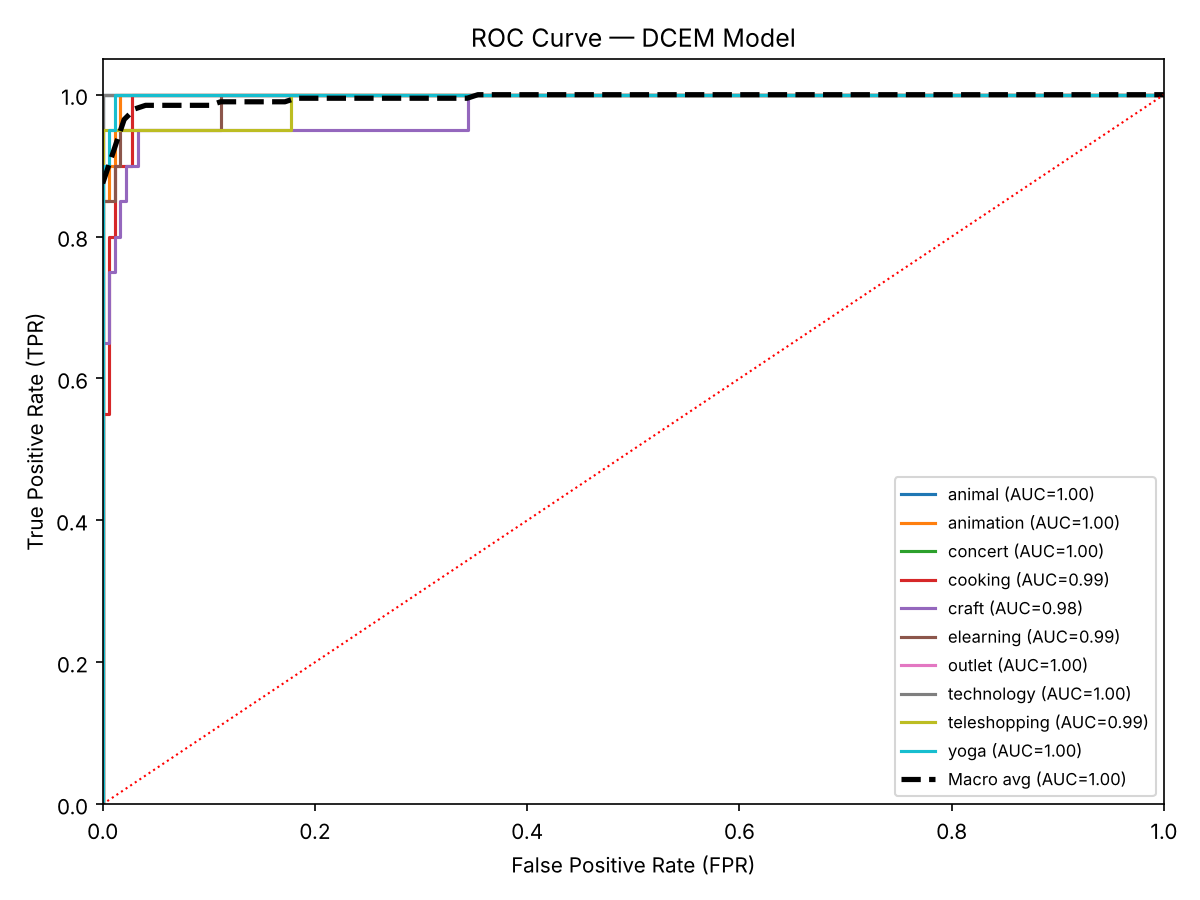 ROC Curve — DCEM Model
True Positive Rate (TPR)
1.0
0.8
0.6
0.4
0.2
0.0
0.0 0.2 0.4 0.6 0.8 1.0
False Positive Rate (FPR)
animal (AUC=1.00)
animation (AUC=1.00)
concert (AUC=1.00)
cooking (AUC=0.99)
craft (AUC=0.98)
elearning (AUC=0.99)
outlet (AUC=1.00)
technology (AUC=1.00)
teleshopping (AUC=0.99)
yoga (AUC=1.00)
Macro avg (AUC=1.00)